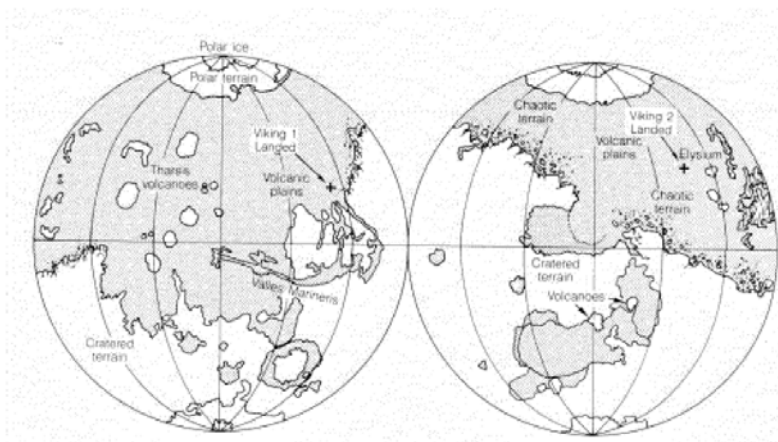 Polar ice
Polar terrain
Viking 1
Landed
Tharsis
volcanoes
Volcanic
plains
Valles Marineris
Cratered
terrain
Chaotic
terrain
Viking 2
Landed
Volcanic
plains
Elysium
Chaotic
terrain
Cratered
terrain
Volcanoes